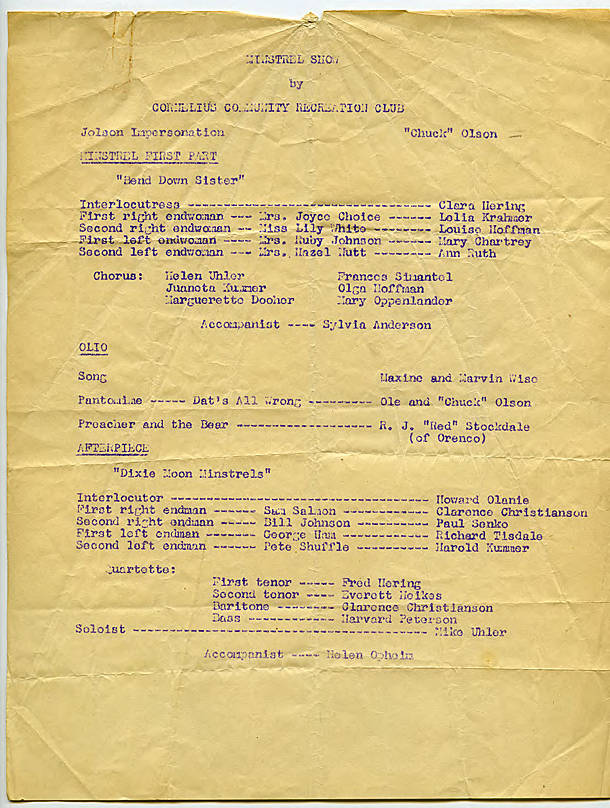 MINSTREL SHOW
by
CORNELIUS COMMUNITY RECREATION CLUB
Jolson Impersonation "Chuck" Olson
MINSTREL FIRST PART
"Bend Down Sister"
Interlocutress ---------------------------------- Clara Hering
First right endwoman --- Mrs. Joyce Choice ------ Lelia Krahmer
Second right endwoman -- Miss Lily White -------- Louise Hoffman
First left endwoman --- Mrs. Ruby Johnson ------ Mary Chartrey
Second left endwoman --- Mrs. Hazel Nutt -------- Ann Ruth
Chorus: Helen Uhler Frances Simantel
Juaneta Kummer Olga Hoffman
Marguerette Dooher Mary Oppenlander
Accompanist ---- Sylvia Anderson
OLIO
Song Maxine and Marvin Wise
Pantomime ----- Dat's All Wrong --------- Ole and "Chuck" Olson
Preacher and the Bear ------------------- R. J. "Red" Stockdale
(of Orenco)
AFTERPIECE
"Dixie Moon Minstrels"
Interlocutor ------------------------------------ Howard Olanie
First right endman ------ Sam Salmon ------------ Clarence Christianson
Second right endman ----- Bill Johnson ---------- Paul Senko
First left endman ------- George Ham ------------ Richard Tisdale
Second left endman ------ Pete Shuffle ---------- Harold Kummer
Quartette:
First tenor ----- Fred Hering
Second tenor ---- Everett Heikes
Baritone -------- Clarence Christianson
Bass ------------ Harvard Peterson
Soloist ----------------------------------------- Mike Uhler
Accompanist ---- Helen Opheim